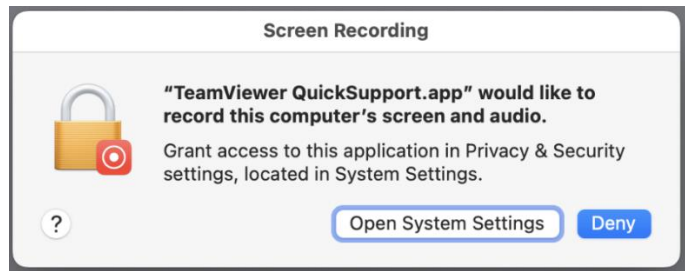 Screen Recording
“TeamViewer QuickSupport.app” would like to
record this computer’s screen and audio.
Grant access to this application in Privacy & Security
settings, located in System Settings.
?
Open System Settings
Deny